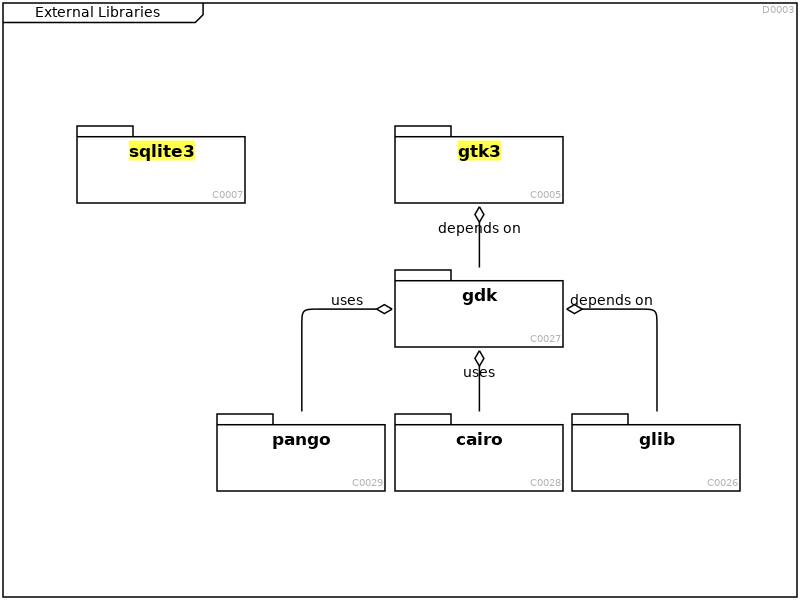 External Libraries
D0003
sqlite3
C0007
gtk3
C0005
depends on
gdk
C0027
uses
depends on
uses
pango
C0029
cairo
C0028
glib
C0026